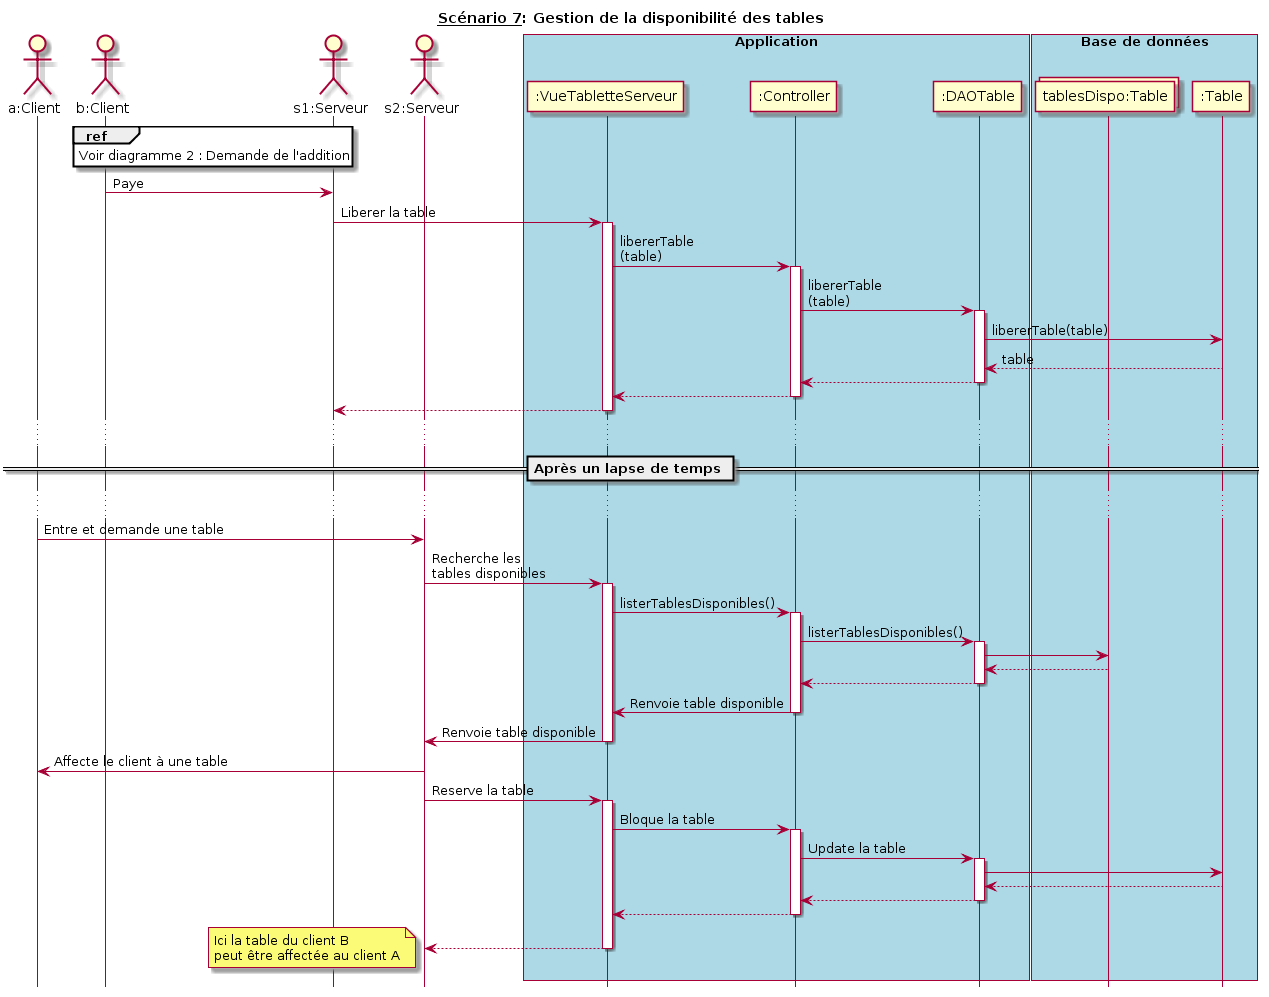 Scénario 7: Gestion de la disponibilité des tables
Application
Base de données
a:Client
b:Client
s1:Serveur
s2:Serveur
:VueTabletteServeur
:Controller
:DAOTable
tablesDispo:Table
:Table
ref
Voir diagramme 2 : Demande de l'addition
Paye
Liberer la table
libererTable
(table)
libererTable
(table)
libererTable(table)
table
Après un lapse de temps
Entre et demande une table
Recherche les
tables disponibles
listerTablesDisponibles()
listerTablesDisponibles()
Renvoie table disponible
Renvoie table disponible
Affecte le client à une table
Reserve la table
Bloque la table
Update la table
Ici la table du client B
peut être affectée au client A